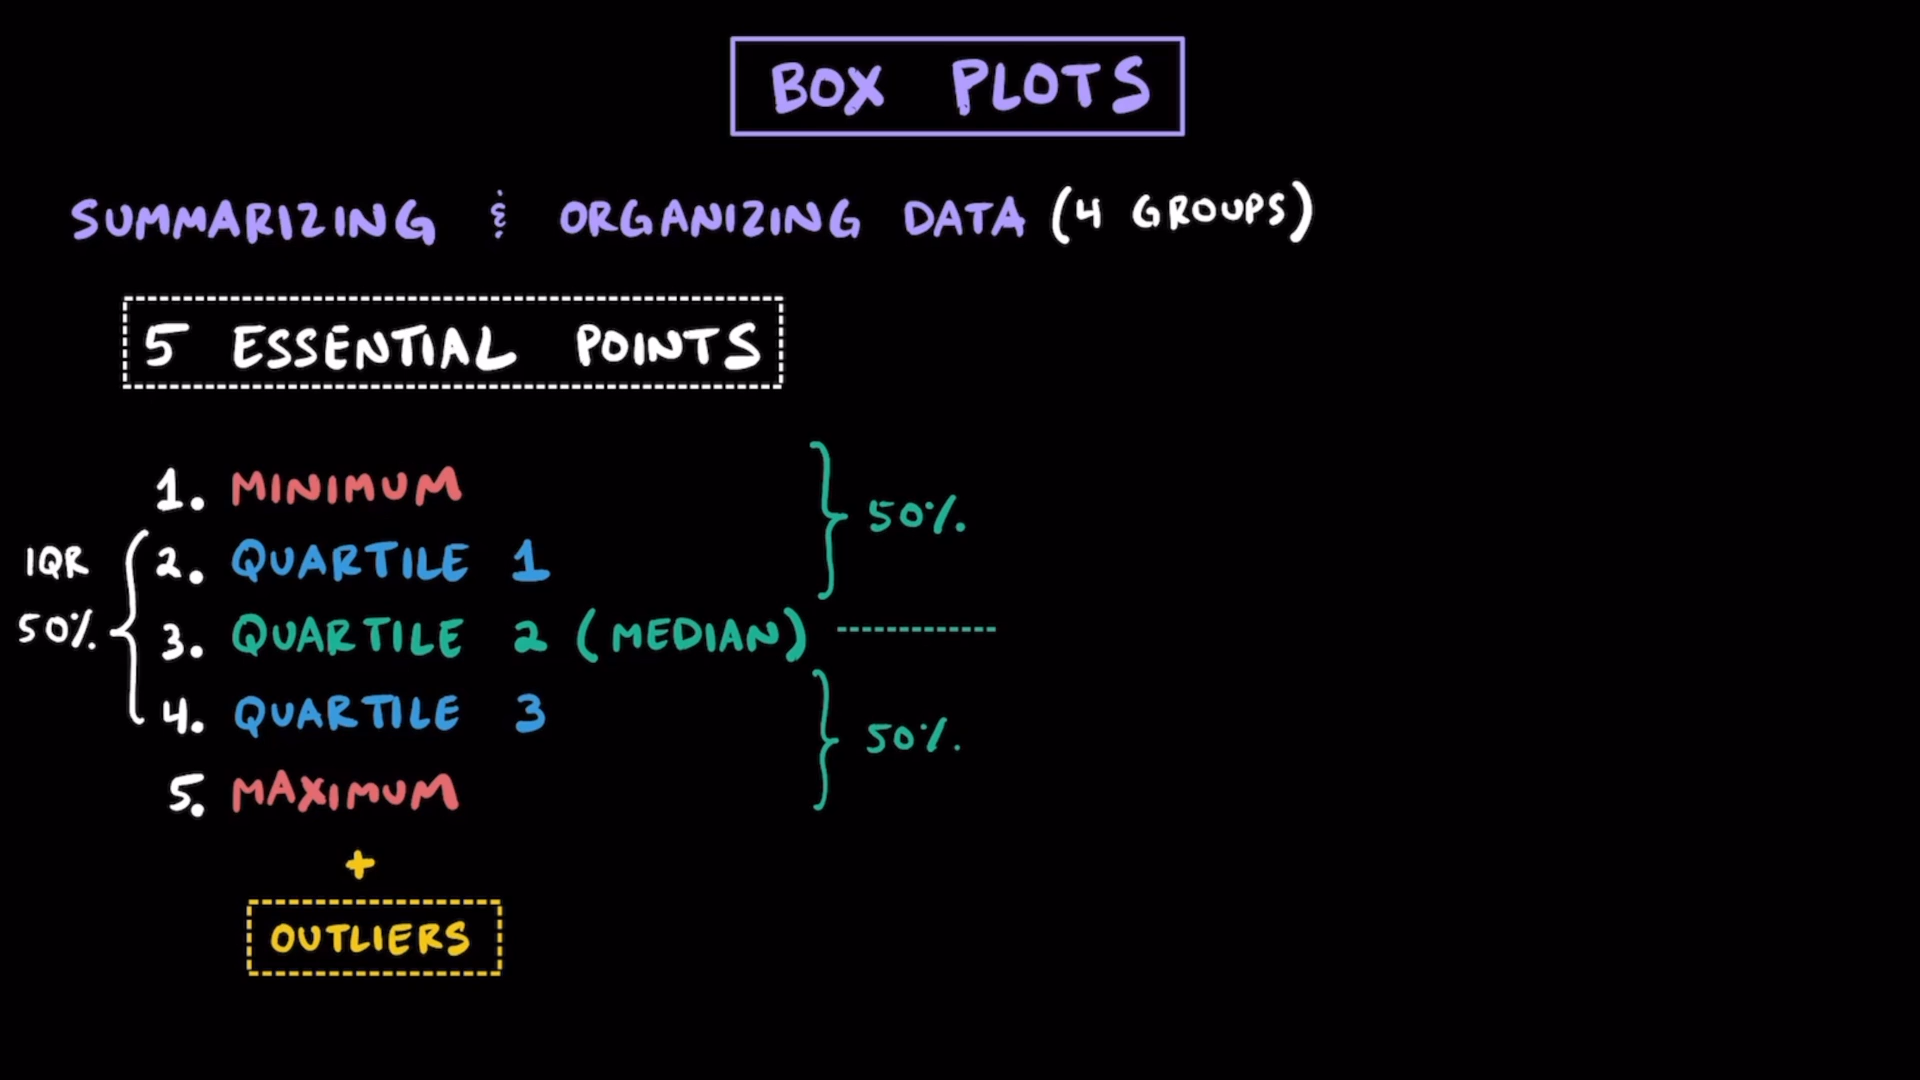 BOX PLOTS
SUMMARIZING & ORGANIZING DATA (4 GROUPS)
5 ESSENTIAL POINTS
1. MINIMUM
50%.
IQR
50%.
2. QUARTILE 1
3. QUARTILE 2 (MEDIAN)
4. QUARTILE 3
50%.
5. MAXIMUM
+
OUTLIERS